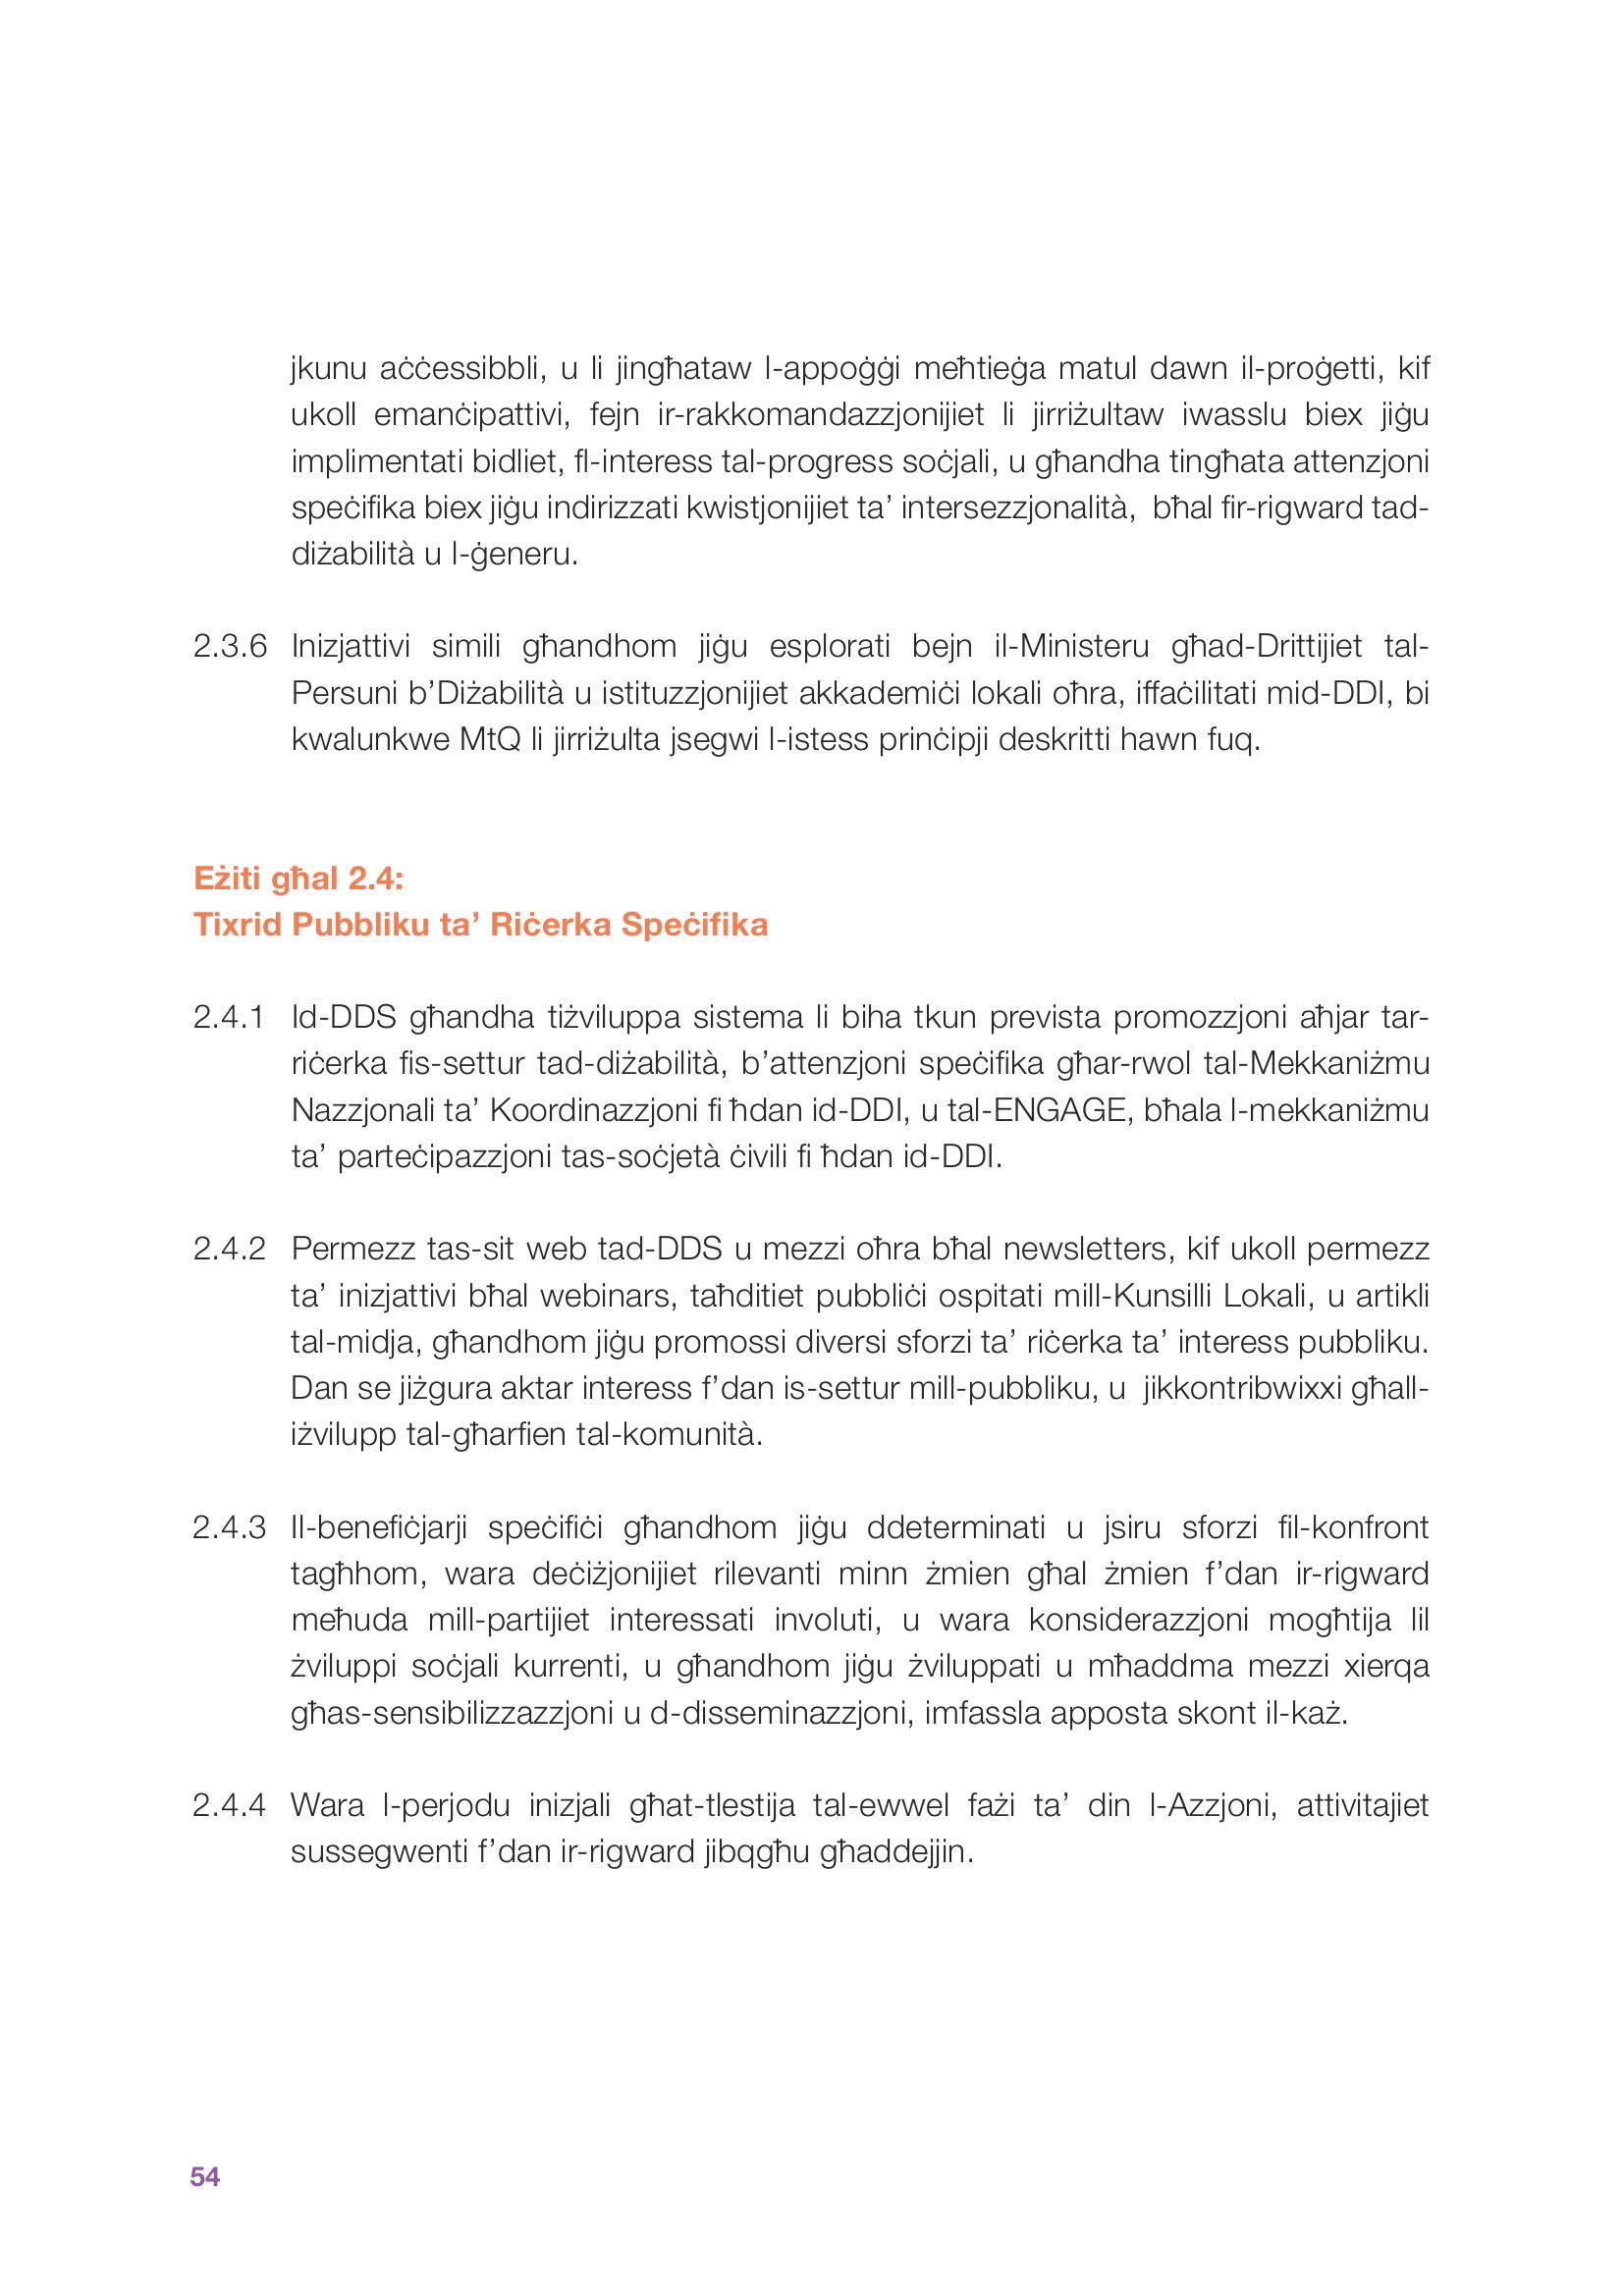 jkunu aċċessibbli, u li jingħataw l-appoġġi meħtieġa matul dawn il-proġetti, kif
ukoll emanċipattivi, fejn ir-rakkomandazzjonijiet li jirriżultaw iwasslu biex jiġu
implimentati bidliet, fl-interess tal-progress soċjali, u għandha tingħata attenzjoni
speċifika biex jiġu indirizzati kwistjonijiet ta’ intersezzjonalità, bħal fir-rigward tad-
diżabilità u l-ġeneru.
2.3.6 Inizjattivi simili għandhom jiġu esplorati bejn il-Ministeru għad-Drittijiet tal-
Persuni b’Diżabilità u istituzzjonijiet akkademiċi lokali oħra, iffaċilitati mid-DDI, bi
kwalunkwe MtQ li jirriżulta jsegwi l-istess prinċipji deskritti hawn fuq.
Eżiti għal 2.4:
Tixrid Pubbliku ta’ Riċerka Speċifika
2.4.1 Id-DDS għandha tiżviluppa sistema li biha tkun prevista promozzjoni aħjar tar-
riċerka fis-settur tad-diżabilità, b’attenzjoni speċifika għar-rwol tal-Mekkaniżmu
Nazzjonali ta’ Koordinazzjoni fi ħdan id-DDI, u tal-ENGAGE, bħala l-mekkaniżmu
ta’ parteċipazzjoni tas-soċjetà ċivili fi ħdan id-DDI.
2.4.2 Permezz tas-sit web tad-DDS u mezzi oħra bħal newsletters, kif ukoll permezz
ta’ inizjattivi bħal webinars, taħditiet pubbliċi ospitati mill-Kunsilli Lokali, u artikli
tal-midja, għandhom jiġu promossi diversi sforzi ta’ riċerka ta’ interess pubbliku.
Dan se jiżgura aktar interess f’dan is-settur mill-pubbliku, u jikkontribwixxi għall-
iżvilupp tal-għarfien tal-komunità.
2.4.3 Il-benefiċjarji speċifiċi għandhom jiġu ddeterminati u jsiru sforzi fil-konfront
tagħhom, wara deċiżjonijiet rilevanti minn żmien għal żmien f’dan ir-rigward
meħuda mill-partijiet interessati involuti, u wara konsiderazzjoni mogħtija lil
żviluppi soċjali kurrenti, u għandhom jiġu żviluppati u mħaddma mezzi xierqa
għas-sensibilizzazzjoni u d-disseminazzjoni, imfassla apposta skont il-każ.
2.4.4 Wara l-perjodu inizjali għat-tlestija tal-ewwel fażi ta’ din l-Azzjoni, attivitajiet
sussegwenti f’dan ir-rigward jibqgħu għaddejjin.
54